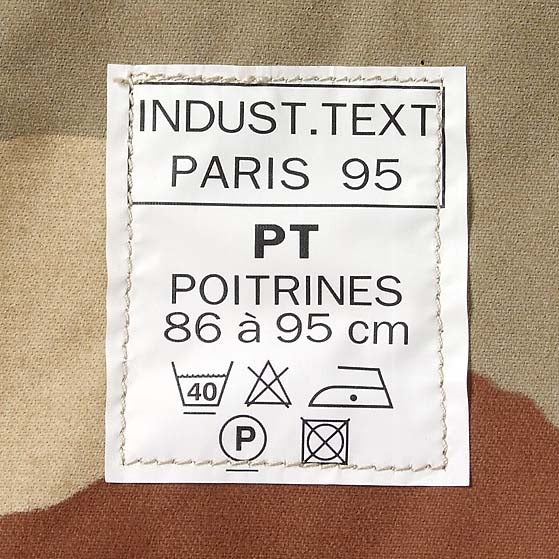 INDUST.TEXT
PARIS 95
PT
POITRINES
86 à 95 cm
40
P